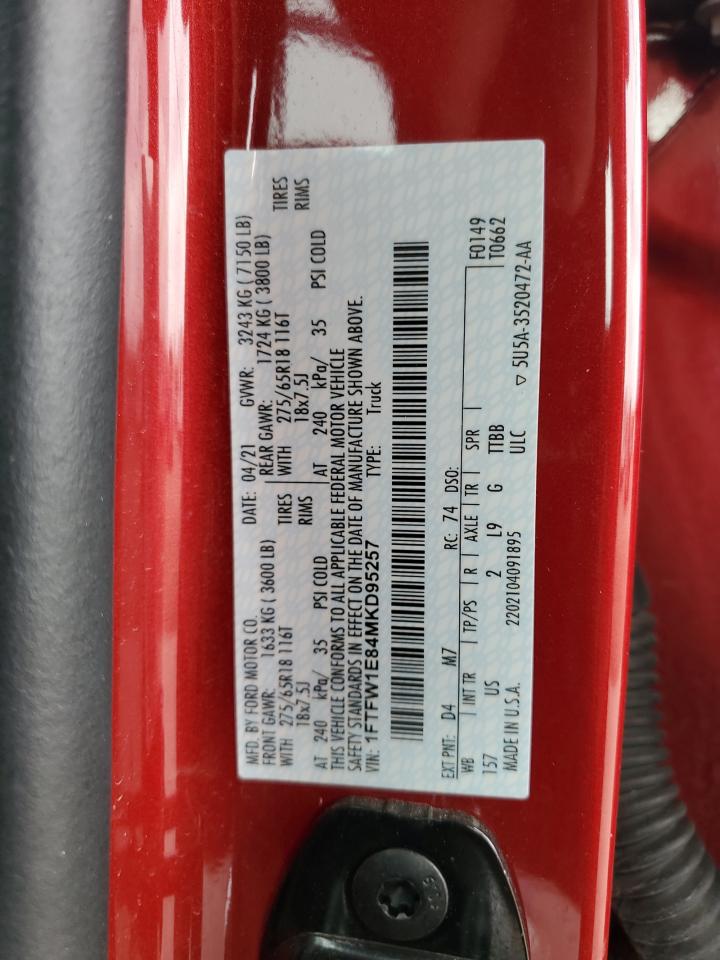 MFD. BY FORD MOTOR CO.
DATE: 04/21 GVWR: 3243 KG ( 7150 LB)
FRONT GAWR: 1633 KG ( 3600 LB) REAR GAWR: 1724 KG ( 3800 LB)
WITH 275/65R18 116T TIRES WITH 275/65R18 116T TIRES
18x7.5J RIMS 18x7.5J RIMS
AT 240 kPa/ 35 PSI COLD AT 240 kPa/ 35 PSI COLD
THIS VEHICLE CONFORMS TO ALL APPLICABLE FEDERAL MOTOR VEHICLE
SAFETY STANDARDS IN EFFECT ON THE DATE OF MANUFACTURE SHOWN ABOVE.
VIN: 1FTFW1E84MKD95257 TYPE: Truck
EXT PNT: D4 M7 RC: 74 DSO: F0149
WB INT TR TP/PS R AXLE TR SPR T0662
157 US 2 L9 G TTBB
MADE IN U.S.A. 2202104091895 ULC ▽ 5U5A-3520472-AA